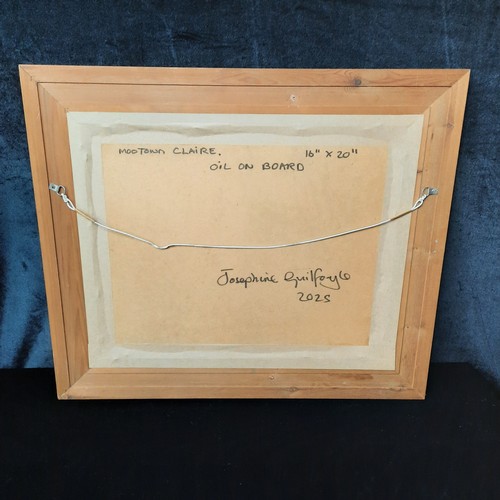 MOOTOWN CLAIRE. 16" X 20"
OIL ON BOARD
Josephine Guilfoyle
2025